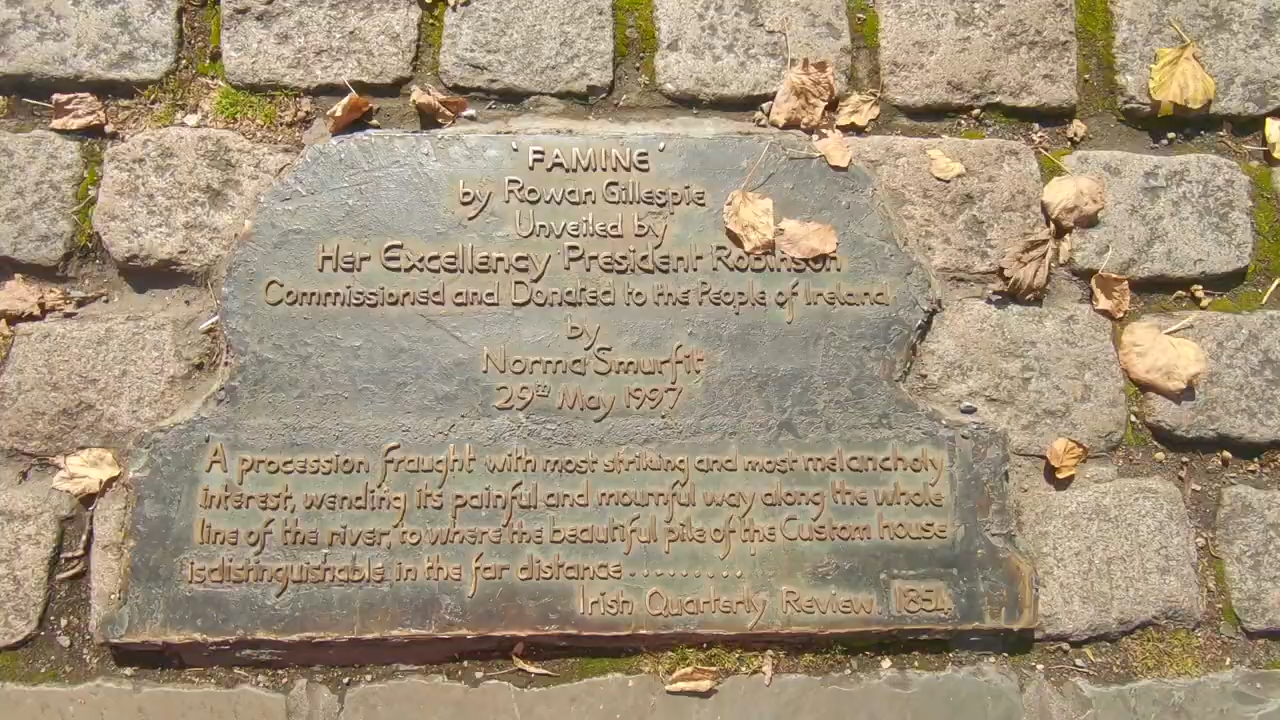 'FAMINE'
by Rowan Gillespie
Unveiled by
Her Excellency President Robinson
Commissioned and Donated to the People of Ireland
by
Norma Smurfit
29th May 1997
A procession fraught with most striking and most melancholy
interest, wending its painful and mournful way along the whole
line of the river, to where the beautiful pile of the Custom house
is distinguishable in the far distance.........
Irish Quarterly Review. 1854.